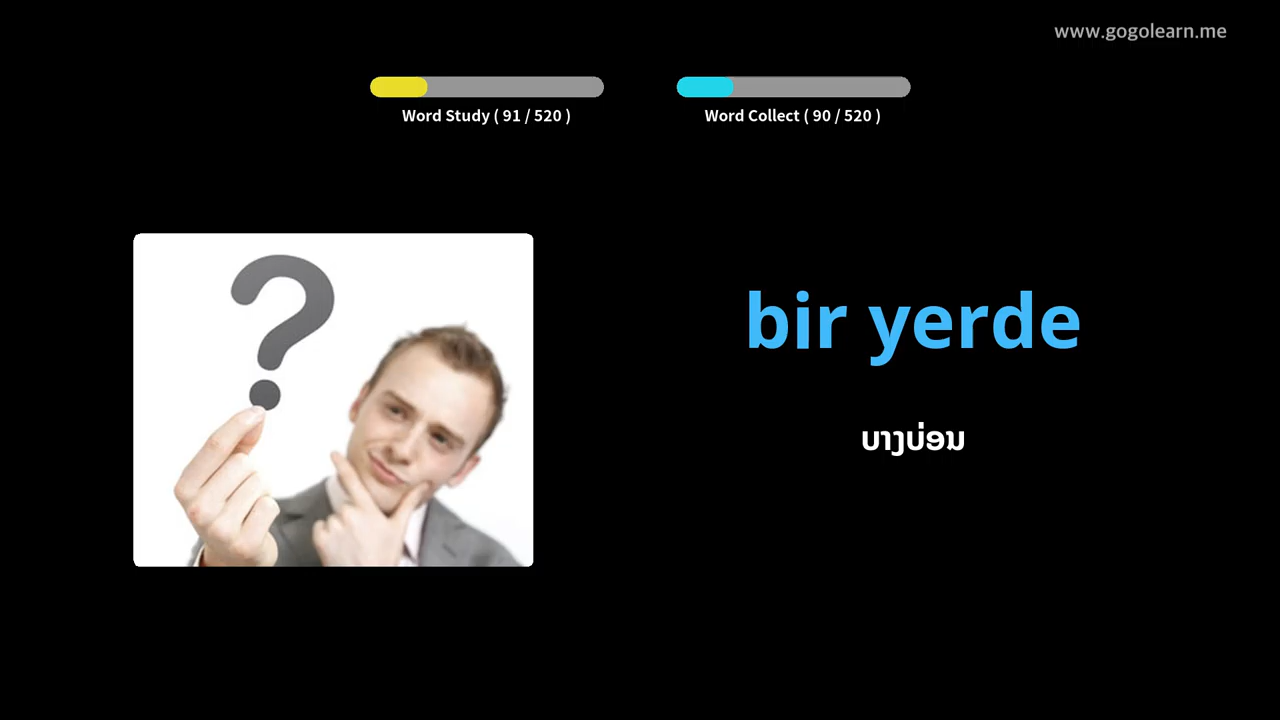 www.gogolearn.me
Word Study ( 91 / 520 )
Word Collect ( 90 / 520 )
bir yerde
ບາງບ່ອນ